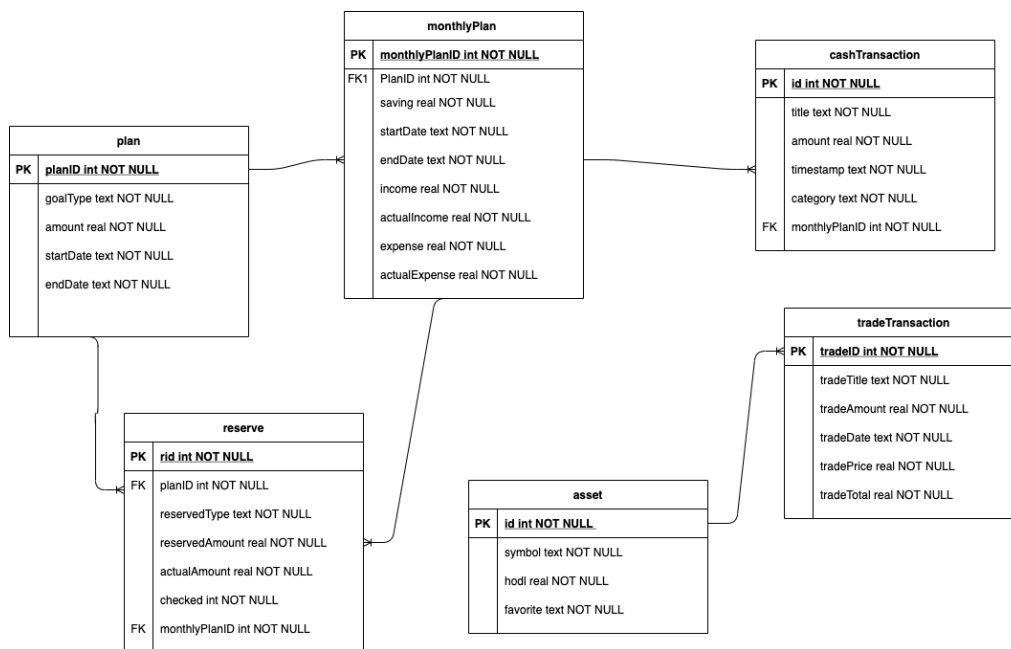 monthlyPlan
PK monthlyPlanID int NOT NULL
FK1 PlanID int NOT NULL
saving real NOT NULL
startDate text NOT NULL
endDate text NOT NULL
income real NOT NULL
actualIncome real NOT NULL
expense real NOT NULL
actualExpense real NOT NULL
cashTransaction
PK id int NOT NULL
title text NOT NULL
amount real NOT NULL
timestamp text NOT NULL
category text NOT NULL
FK monthlyPlanID int NOT NULL
plan
PK planID int NOT NULL
goalType text NOT NULL
amount real NOT NULL
startDate text NOT NULL
endDate text NOT NULL
tradeTransaction
PK tradeID int NOT NULL
tradeTitle text NOT NULL
tradeAmount real NOT NULL
tradeDate text NOT NULL
tradePrice real NOT NULL
tradeTotal real NOT NULL
reserve
PK rid int NOT NULL
FK planID int NOT NULL
reservedType text NOT NULL
reservedAmount real NOT NULL
actualAmount real NOT NULL
checked int NOT NULL
FK monthlyPlanID int NOT NULL
asset
PK id int NOT NULL
symbol text NOT NULL
hodl real NOT NULL
favorite text NOT NULL